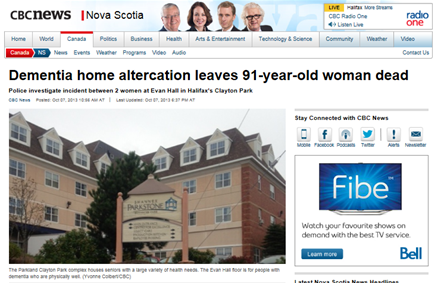 CBCnews | Nova Scotia
LIVE Halifax More Streams
CBC Radio One
Listen Live
radio one
Home World Canada Politics Business Health Arts & Entertainment Technology & Science Community Weather Video
Canada NS News Events Weather Programs Video Contact
Dementia home altercation leaves 91-year-old woman dead
Police investigate incident between 2 women at Evan Hall in Halifax's Clayton Park
CBC News Posted: Oct 07, 2013 10:56 AM AT Last Updated: Oct 07, 2013 6:37 PM AT
Stay Connected with CBC News
Mobile Facebook Podcasts Twitter Alerts Newsletter
PARKSTONE
Fibe
Watch your favourite shows on
demand with the best TV service.
Learn more
Bell
The Parkland Clayton Park complex houses seniors with a large variety of health needs. The Evan Hall floor is for people with
dementia who are physically well. (Yvonne Colbert/CBC)
Latest Nova Scotia News Headlines